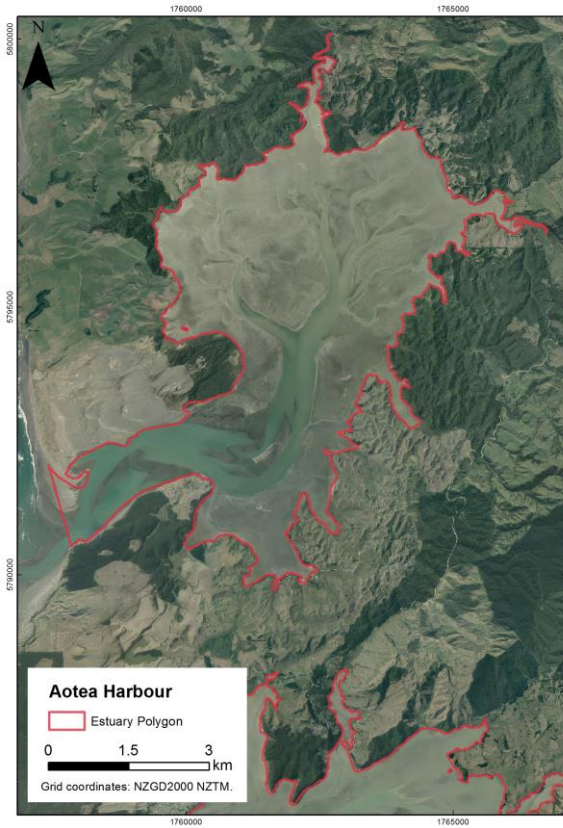 1760000 1765000
N
5800000
5795000
5790000
Aotea Harbour
Estuary Polygon
0 1.5 3
km
Grid coordinates: NZGD2000 NZTM.
1760000 1765000